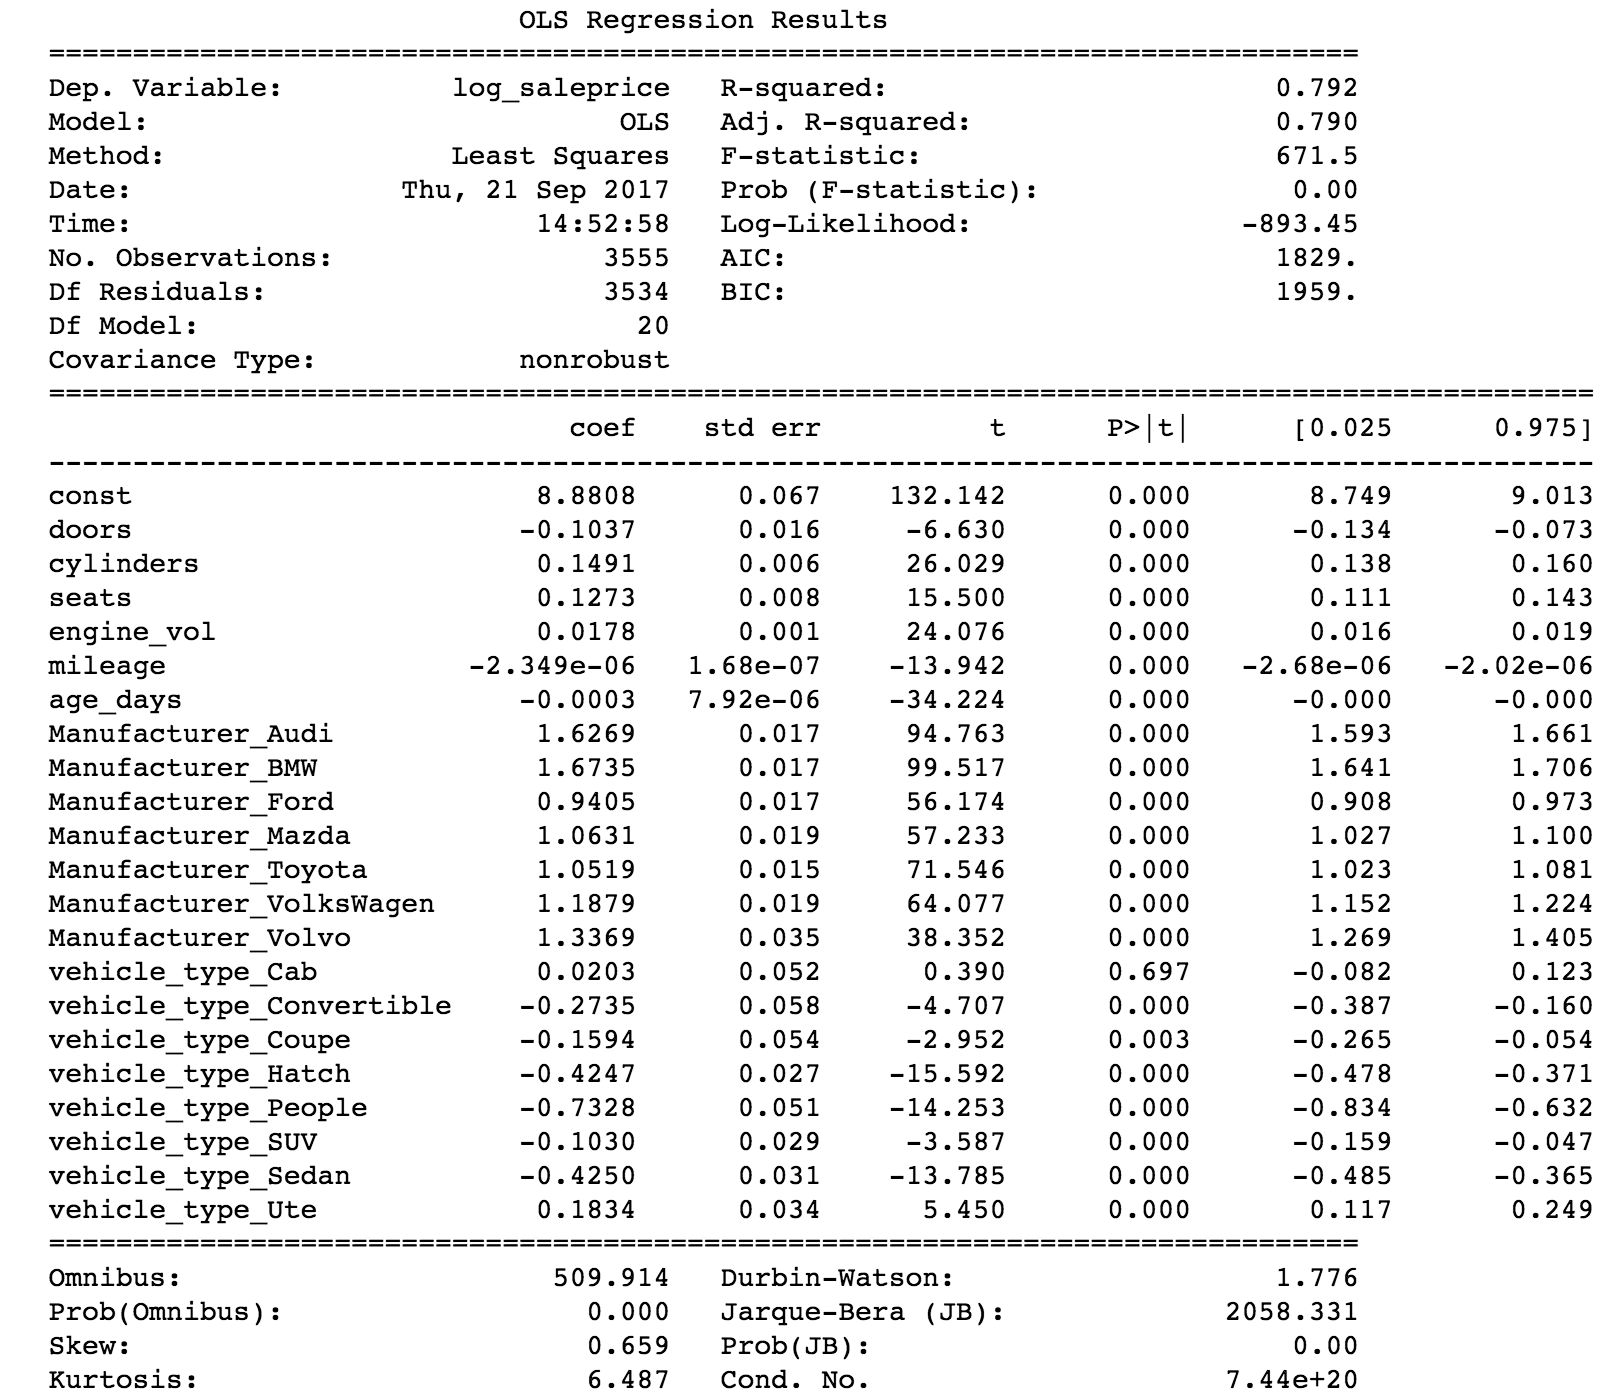 OLS Regression Results
==============================================================================
Dep. Variable: log_saleprice R-squared: 0.792
Model: OLS Adj. R-squared: 0.790
Method: Least Squares F-statistic: 671.5
Date: Thu, 21 Sep 2017 Prob (F-statistic): 0.00
Time: 14:52:58 Log-Likelihood: -893.45
No. Observations: 3555 AIC: 1829.
Df Residuals: 3534 BIC: 1959.
Df Model: 20
Covariance Type: nonrobust
============================================================================================
coef std err t P>|t| [0.025 0.975]
--------------------------------------------------------------------------------------------
const 8.8808 0.067 132.142 0.000 8.749 9.013
doors -0.1037 0.016 -6.630 0.000 -0.134 -0.073
cylinders 0.1491 0.006 26.029 0.000 0.138 0.160
seats 0.1273 0.008 15.500 0.000 0.111 0.143
engine_vol 0.0178 0.001 24.076 0.000 0.016 0.019
mileage -2.349e-06 1.68e-07 -13.942 0.000 -2.68e-06 -2.02e-06
age_days -0.0003 7.92e-06 -34.224 0.000 -0.000 -0.000
Manufacturer_Audi 1.6269 0.017 94.763 0.000 1.593 1.661
Manufacturer_BMW 1.6735 0.017 99.517 0.000 1.641 1.706
Manufacturer_Ford 0.9405 0.017 56.174 0.000 0.908 0.973
Manufacturer_Mazda 1.0631 0.019 57.233 0.000 1.027 1.100
Manufacturer_Toyota 1.0519 0.015 71.546 0.000 1.023 1.081
Manufacturer_VolksWagen 1.1879 0.019 64.077 0.000 1.152 1.224
Manufacturer_Volvo 1.3369 0.035 38.352 0.000 1.269 1.405
vehicle_type_Cab 0.0203 0.052 0.390 0.697 -0.082 0.123
vehicle_type_Convertible -0.2735 0.058 -4.707 0.000 -0.387 -0.160
vehicle_type_Coupe -0.1594 0.054 -2.952 0.003 -0.265 -0.054
vehicle_type_Hatch -0.4247 0.027 -15.592 0.000 -0.478 -0.371
vehicle_type_People -0.7328 0.051 -14.253 0.000 -0.834 -0.632
vehicle_type_SUV -0.1030 0.029 -3.587 0.000 -0.159 -0.047
vehicle_type_Sedan -0.4250 0.031 -13.785 0.000 -0.485 -0.365
vehicle_type_Ute 0.1834 0.034 5.450 0.000 0.117 0.249
==============================================================================
Omnibus: 509.914 Durbin-Watson: 1.776
Prob(Omnibus): 0.000 Jarque-Bera (JB): 2058.331
Skew: 0.659 Prob(JB): 0.00
Kurtosis: 6.487 Cond. No. 7.44e+20